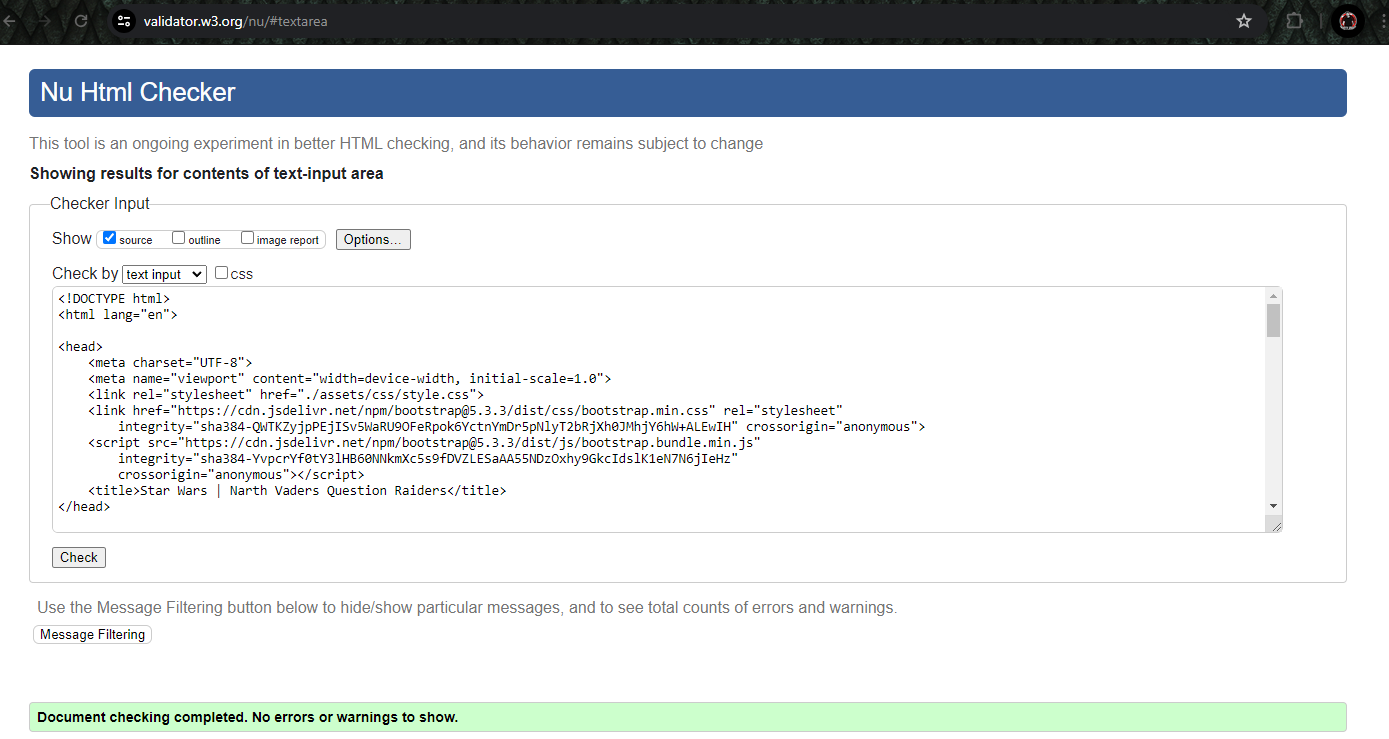 validator.w3.org/nu/#textarea
Nu Html Checker
This tool is an ongoing experiment in better HTML checking, and its behavior remains subject to change
Showing results for contents of text-input area
Checker Input
Show source outline image report Options...
Check by text input css
<!DOCTYPE html>
<html lang="en">
<head>
<meta charset="UTF-8">
<meta name="viewport" content="width=device-width, initial-scale=1.0">
<link rel="stylesheet" href="./assets/css/style.css">
<link href="https://cdn.jsdelivr.net/npm/bootstrap@5.3.3/dist/css/bootstrap.min.css" rel="stylesheet"
integrity="sha384-QWTKZyjpPEjISv5WaRU9OFeRpok6YctnYmDr5pNlyT2bRjXh0JMhjY6hW+ALEwIH" crossorigin="anonymous">
<script src="https://cdn.jsdelivr.net/npm/bootstrap@5.3.3/dist/js/bootstrap.bundle.min.js"
integrity="sha384-YvpcrYf0tY3lHB60NNkmXc5s9fDVZLESaAA55NDzOxhy9GkcIdslK1eN7N6jIeHz"
crossorigin="anonymous"></script>
<title>Star Wars | Narth Vaders Question Raiders</title>
</head>
Check
Use the Message Filtering button below to hide/show particular messages, and to see total counts of errors and warnings.
Message Filtering
Document checking completed. No errors or warnings to show.